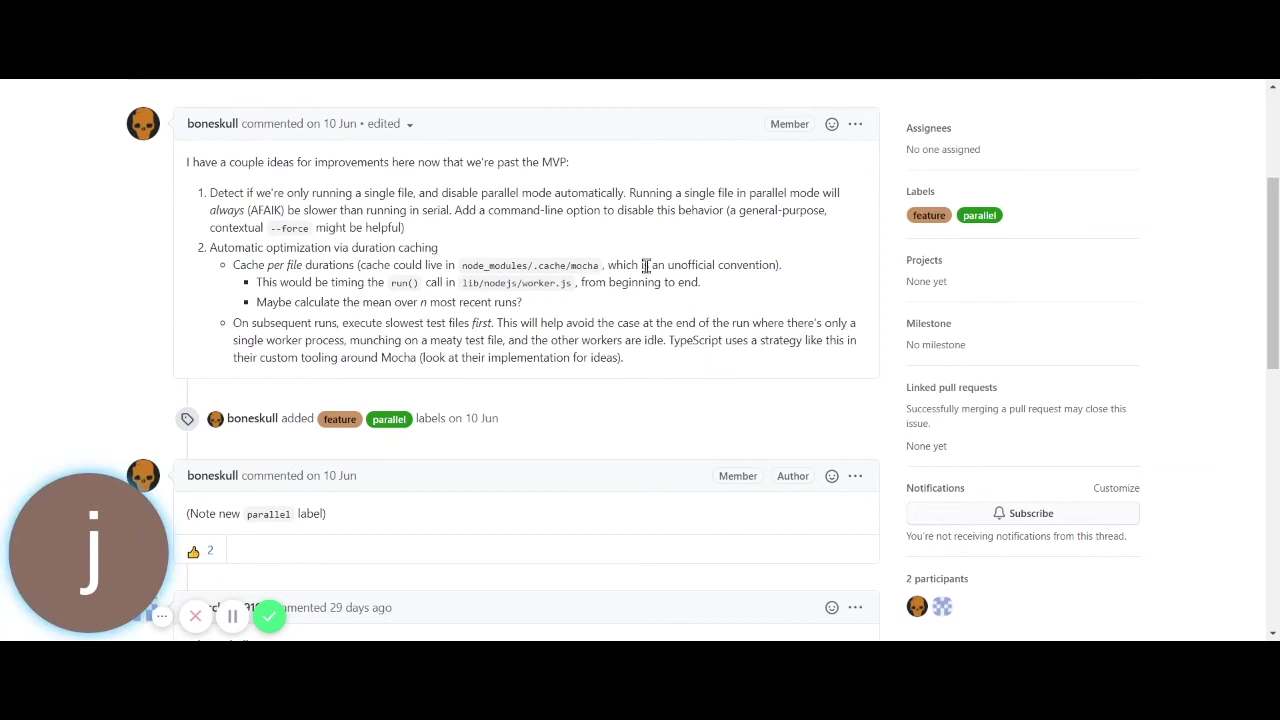 boneskull commented on 10 Jun • edited
Member
I have a couple ideas for improvements here now that we're past the MVP:
1. Detect if we're only running a single file, and disable parallel mode automatically. Running a single file in parallel mode will
always (AFAIK) be slower than running in serial. Add a command-line option to disable this behavior (a general-purpose,
contextual --force might be helpful)
2. Automatic optimization via duration caching
Cache per file durations (cache could live in node_modules/.cache/mocha, which an unofficial convention).
This would be timing the run() call in lib/nodejs/worker.js, from beginning to end.
Maybe calculate the mean over n most recent runs?
On subsequent runs, execute slowest test files first. This will help avoid the case at the end of the run where there's only a
single worker process, munching on a meaty test file, and the other workers are idle. TypeScript uses a strategy like this in
their custom tooling around Mocha (look at their implementation for ideas).
boneskull added feature parallel labels on 10 Jun
boneskull commented on 10 Jun
Member Author
(Note new parallel label)
2
commented 29 days ago
j
Assignees
No one assigned
Labels
feature parallel
Projects
None yet
Milestone
No milestone
Linked pull requests
Successfully merging a pull request may close this
issue.
None yet
Notifications
Customize
Subscribe
You're not receiving notifications from this thread.
2 participants